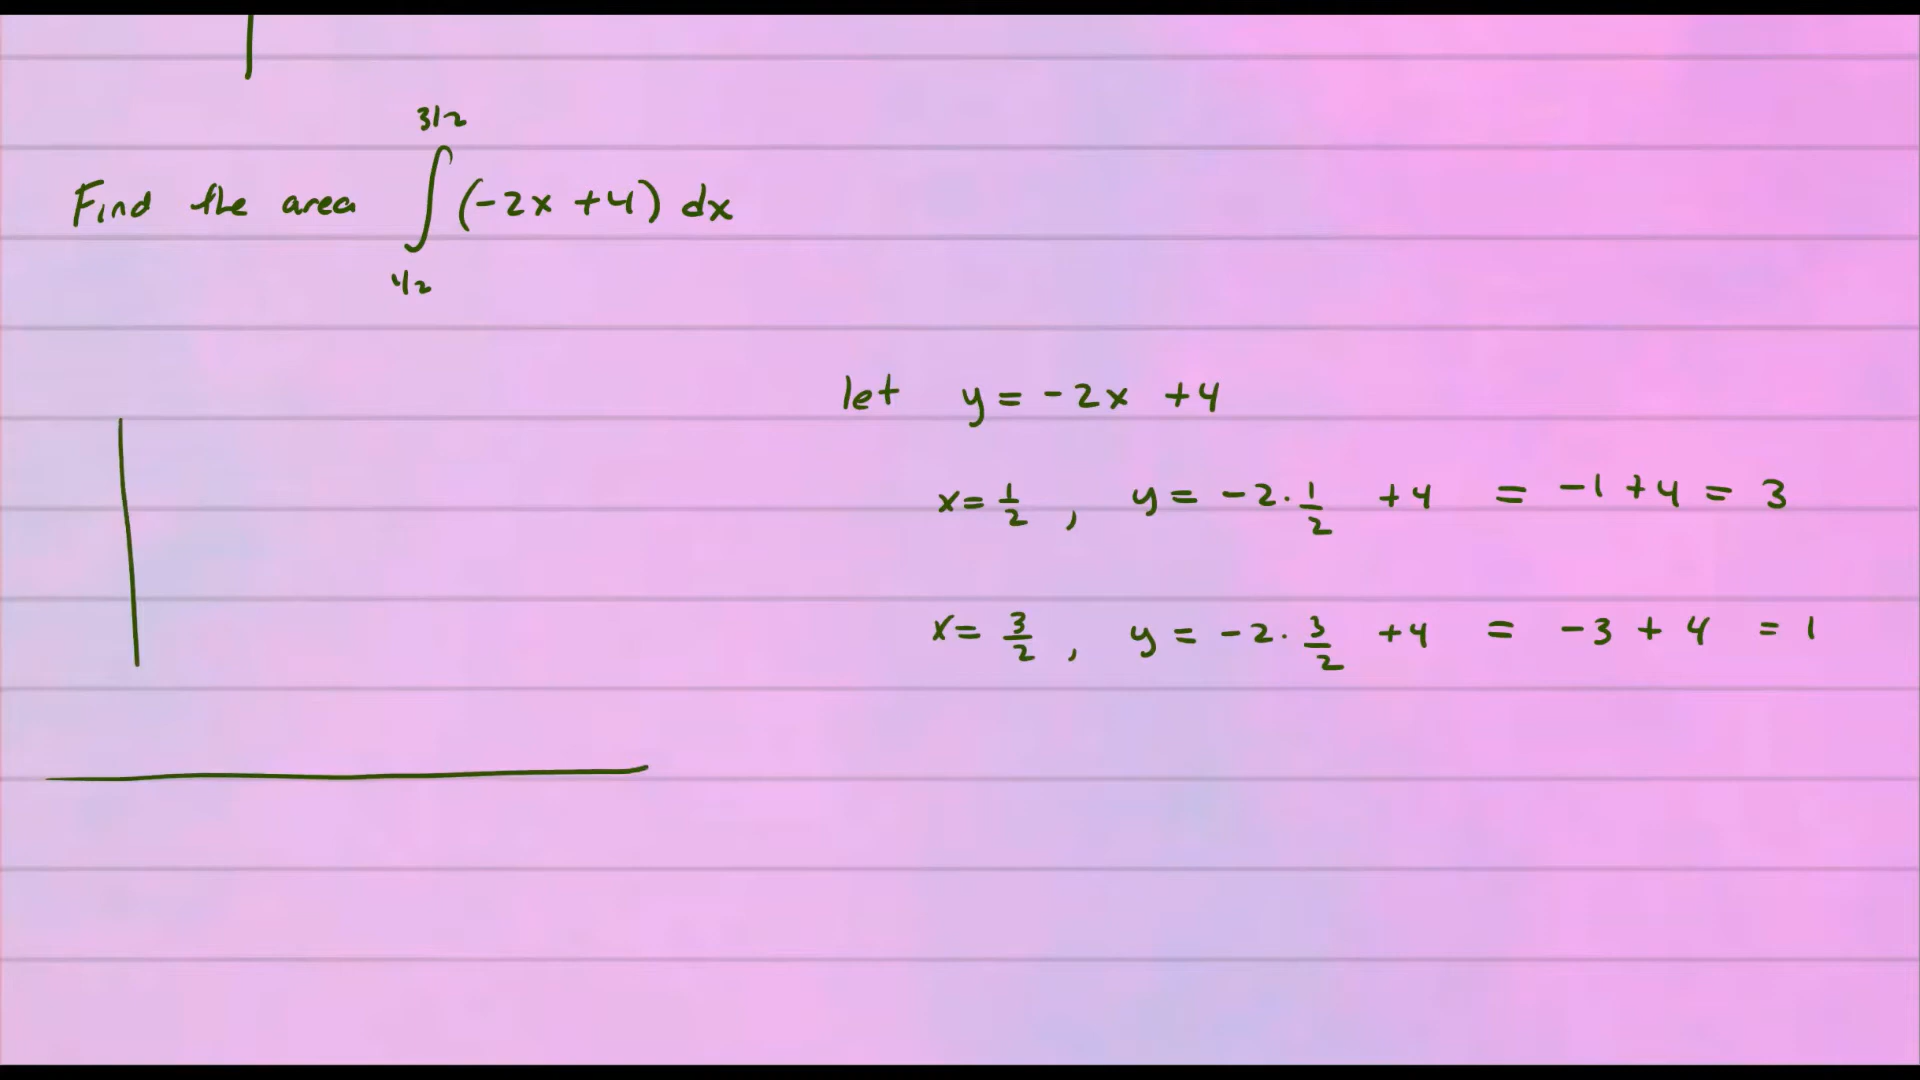 3/2
Find the area ∫ (-2x +4) dx
1/2
let y = -2x +4
x = 1/2 , y = -2 · 1/2 +4 = -1 +4 = 3
x = 3/2 , y = -2 · 3/2 +4 = -3 + 4 = 1